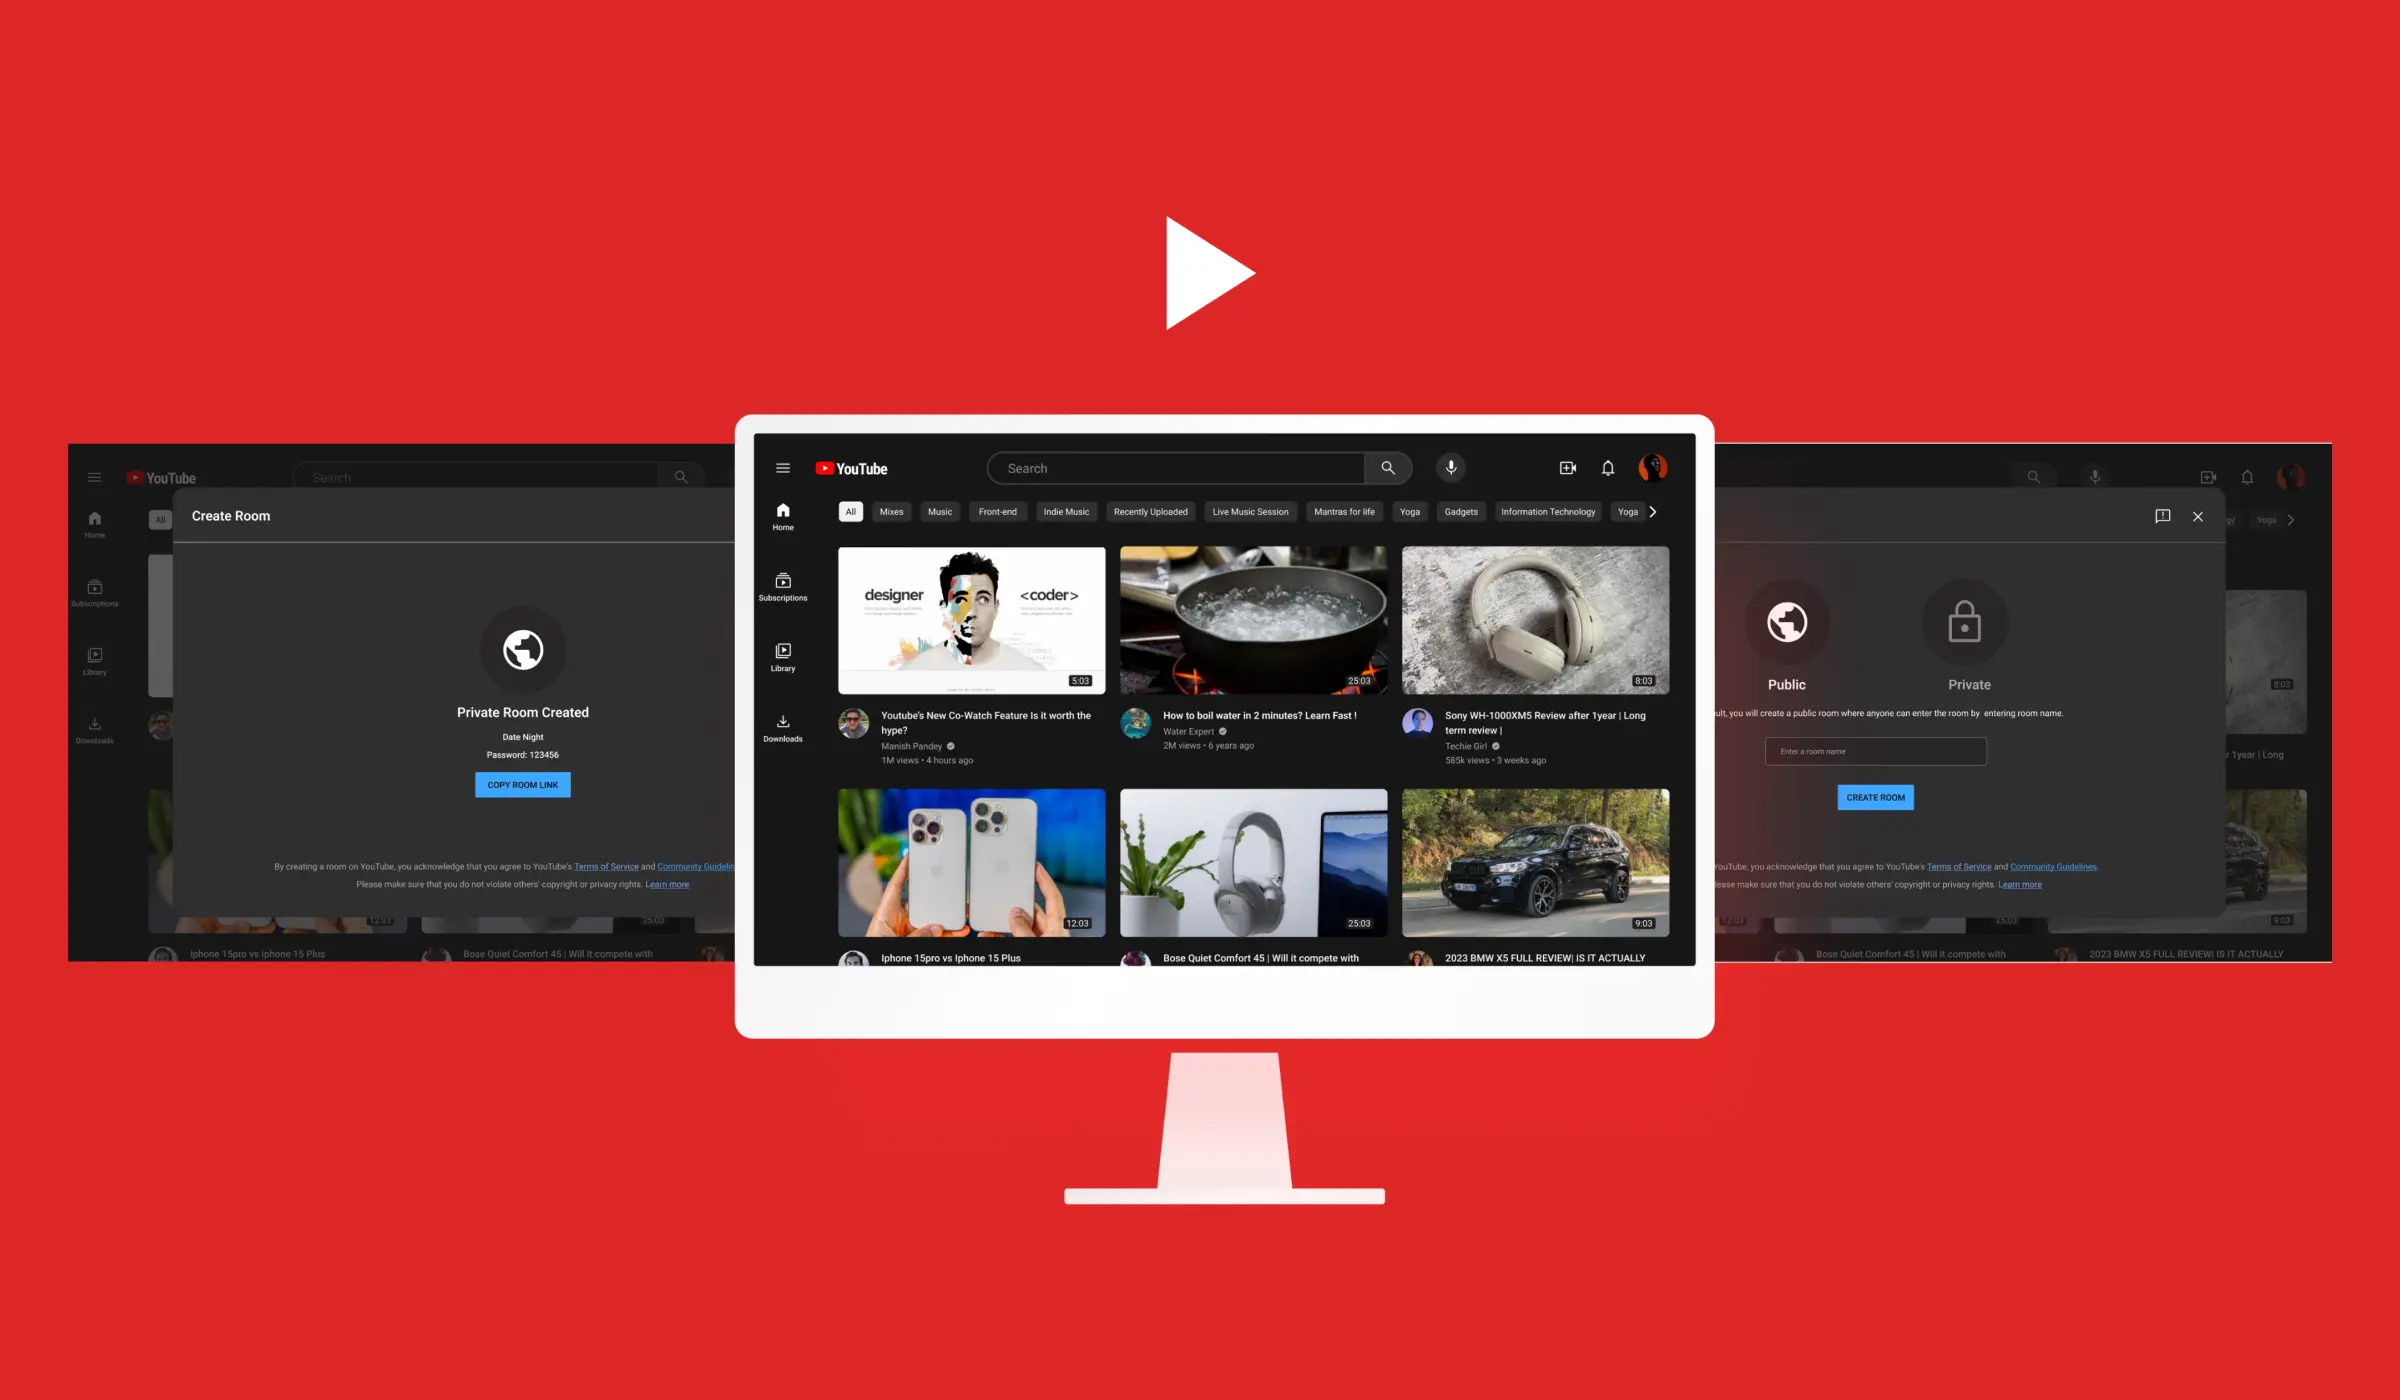 YouTube
Search
All
Home
Subscriptions
Library
Downloads
Create Room
Private Room Created
Date Night
Password: 123456
COPY ROOM LINK
By creating a room on YouTube, you acknowledge that you agree to YouTube's Terms of Service and Community Guidelin
Please make sure that you do not violate others' copyright or privacy rights. Learn more
12:03
25:03
Iphone 15pro vs Iphone 15 Plus
Bose Quiet Comfort 45 | Will it compete with
YouTube
Search
Home
Subscriptions
Library
Downloads
All Mixes Music Front-end Indie Music Recently Uploaded Live Music Session Mantras for life Yoga Gadgets Information Technology Yoga
designer
<coder>
5:03
25:03
8:03
Youtube's New Co-Watch Feature Is it worth the
hype?
Manish Pandey
1M views • 4 hours ago
How to boil water in 2 minutes? Learn Fast !
Water Expert
2M views • 6 years ago
Sony WH-1000XM5 Review after 1year | Long
term review |
Techie Girl
585k views • 3 weeks ago
12:03
25:03
9:03
Iphone 15pro vs Iphone 15 Plus
Bose Quiet Comfort 45 | Will it compete with
2023 BMW X5 FULL REVIEW| IS IT ACTUALLY
gy
Yoga
Public
Private
ult, you will create a public room where anyone can enter the room by entering room name.
Enter a room name
CREATE ROOM
YouTube, you acknowledge that you agree to YouTube's Terms of Service and Community Guidelines.
lease make sure that you do not violate others' copyright or privacy rights. Learn more
8:03
r 1year | Long
12:03
25:03
9:03
Bose Quiet Comfort 45 | Will it compete with
2023 BMW X5 FULL REVIEW| IS IT ACTUALLY